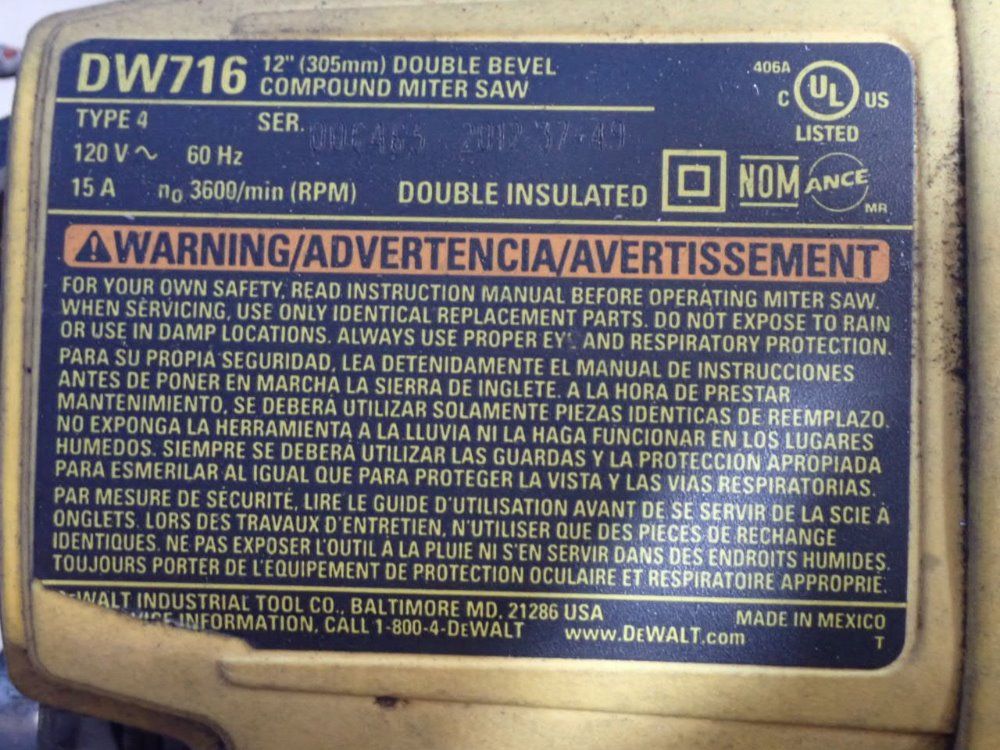 DW716 12" (305mm) DOUBLE BEVEL
COMPOUND MITER SAW
406A
C UL US
LISTED
TYPE 4 SER. 2012 37-49
120 V ~ 60 Hz
15 A n₀ 3600/min (RPM) DOUBLE INSULATED
NOM ANCE
MR
WARNING/ADVERTENCIA/AVERTISSEMENT
FOR YOUR OWN SAFETY, READ INSTRUCTION MANUAL BEFORE OPERATING MITER SAW.
WHEN SERVICING, USE ONLY IDENTICAL REPLACEMENT PARTS. DO NOT EXPOSE TO RAIN
OR USE IN DAMP LOCATIONS. ALWAYS USE PROPER EY AND RESPIRATORY PROTECTION.
PARA SU PROPIA SEGURIDAD, LEA DETENIDAMENTE EL MANUAL DE INSTRUCCIONES
ANTES DE PONER EN MARCHA LA SIERRA DE INGLETE. A LA HORA DE PRESTAR
MANTENIMIENTO, SE DEBERÁ UTILIZAR SOLAMENTE PIEZAS IDÉNTICAS DE REEMPLAZO.
NO EXPONGA LA HERRAMIENTA A LA LLUVIA NI LA HAGA FUNCIONAR EN LOS LUGARES
HUMEDOS. SIEMPRE SE DEBERÁ UTILIZAR LAS GUARDAS Y LA PROTECCION APROPIADA
PARA ESMERILAR AL IGUAL QUE PARA PROTEGER LA VISTA Y LAS VIAS RESPIRATORIAS.
PAR MESURE DE SÉCURITÉ, LIRE LE GUIDE D'UTILISATION AVANT DE SE SERVIR DE LA SCIE À
ONGLETS. LORS DES TRAVAUX D'ENTRETIEN, N'UTILISER QUE DES PIÈCES DE RECHANGE
IDENTIQUES. NE PAS EXPOSER L'OUTIL À LA PLUIE NI S'EN SERVIR DANS DES ENDROITS HUMIDES.
TOUJOURS PORTER DE L'ÉQUIPEMENT DE PROTECTION OCULAIRE ET RESPIRATOIRE APPROPRIÉ.
DEWALT INDUSTRIAL TOOL CO., BALTIMORE MD, 21286 USA
INFORMATION, CALL 1-800-4-DEWALT www.DEWALT.com
MADE IN MEXICO
T